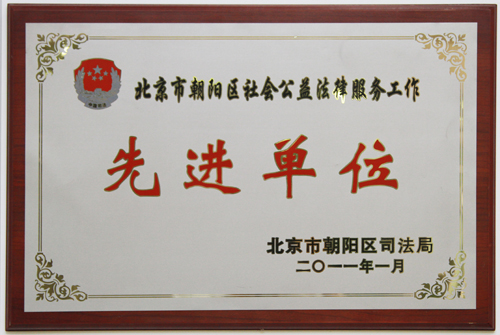 北京市朝阳区社会公益法律服务工作
先进单位
北京市朝阳区司法局
二〇一一年一月